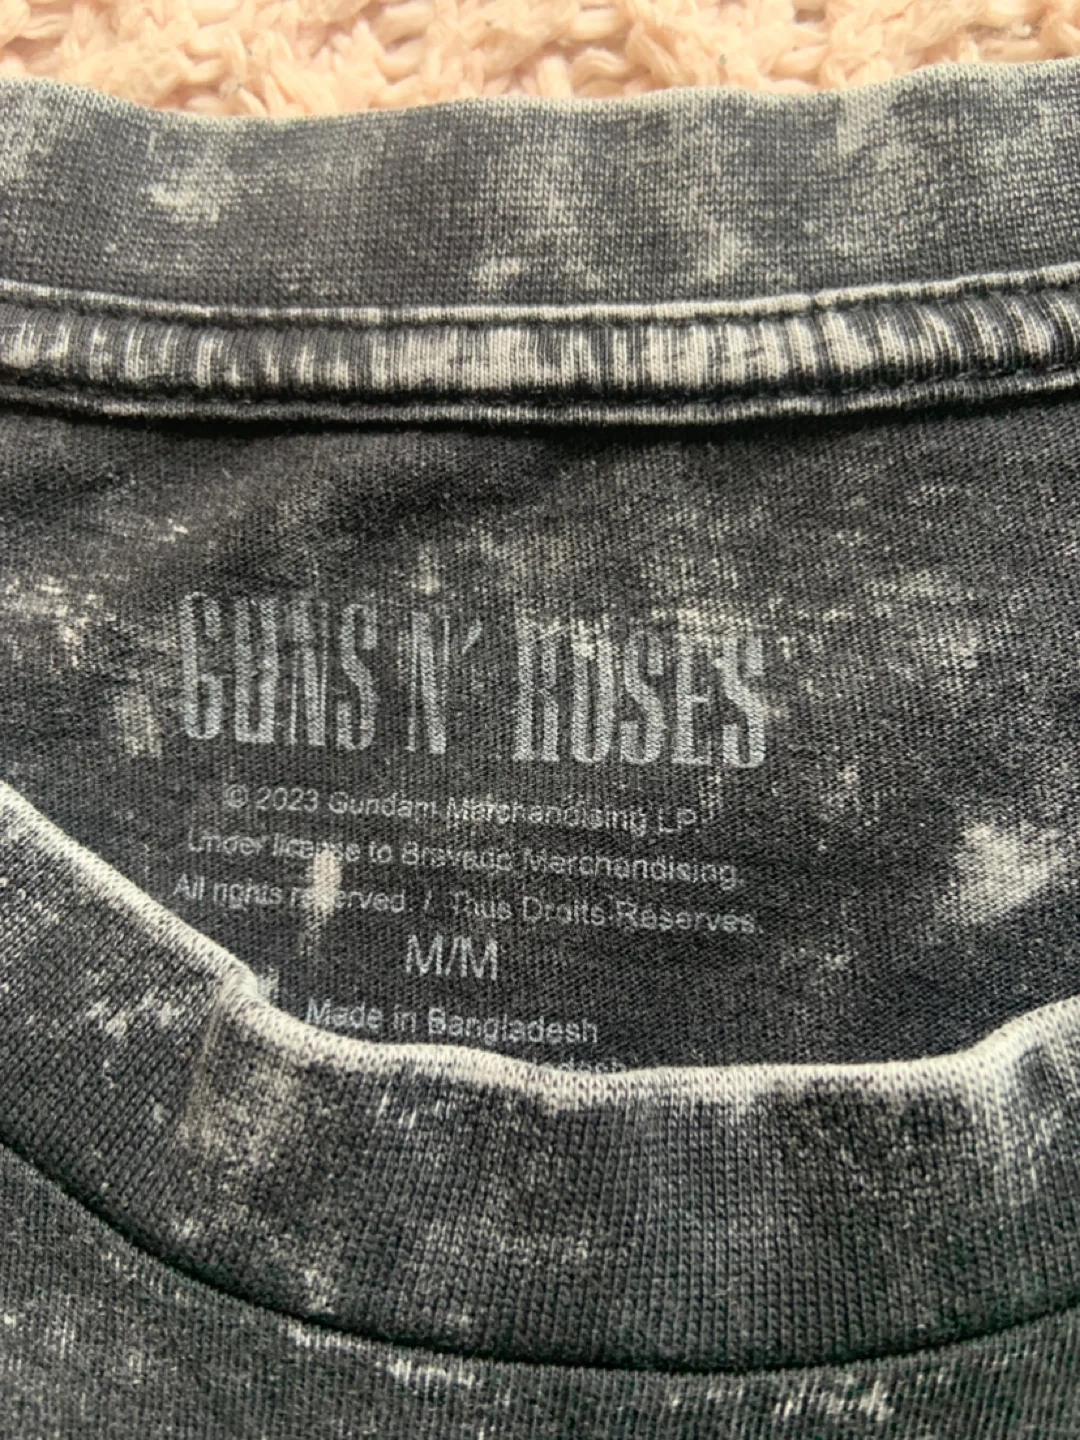 GUNS N' ROSES
© 2023 Gundam Merchandising LP.
Under license to Bravado Merchandising.
All rights reserved / Tous Droits Reserves.
M/M
Made in Bangladesh
desh